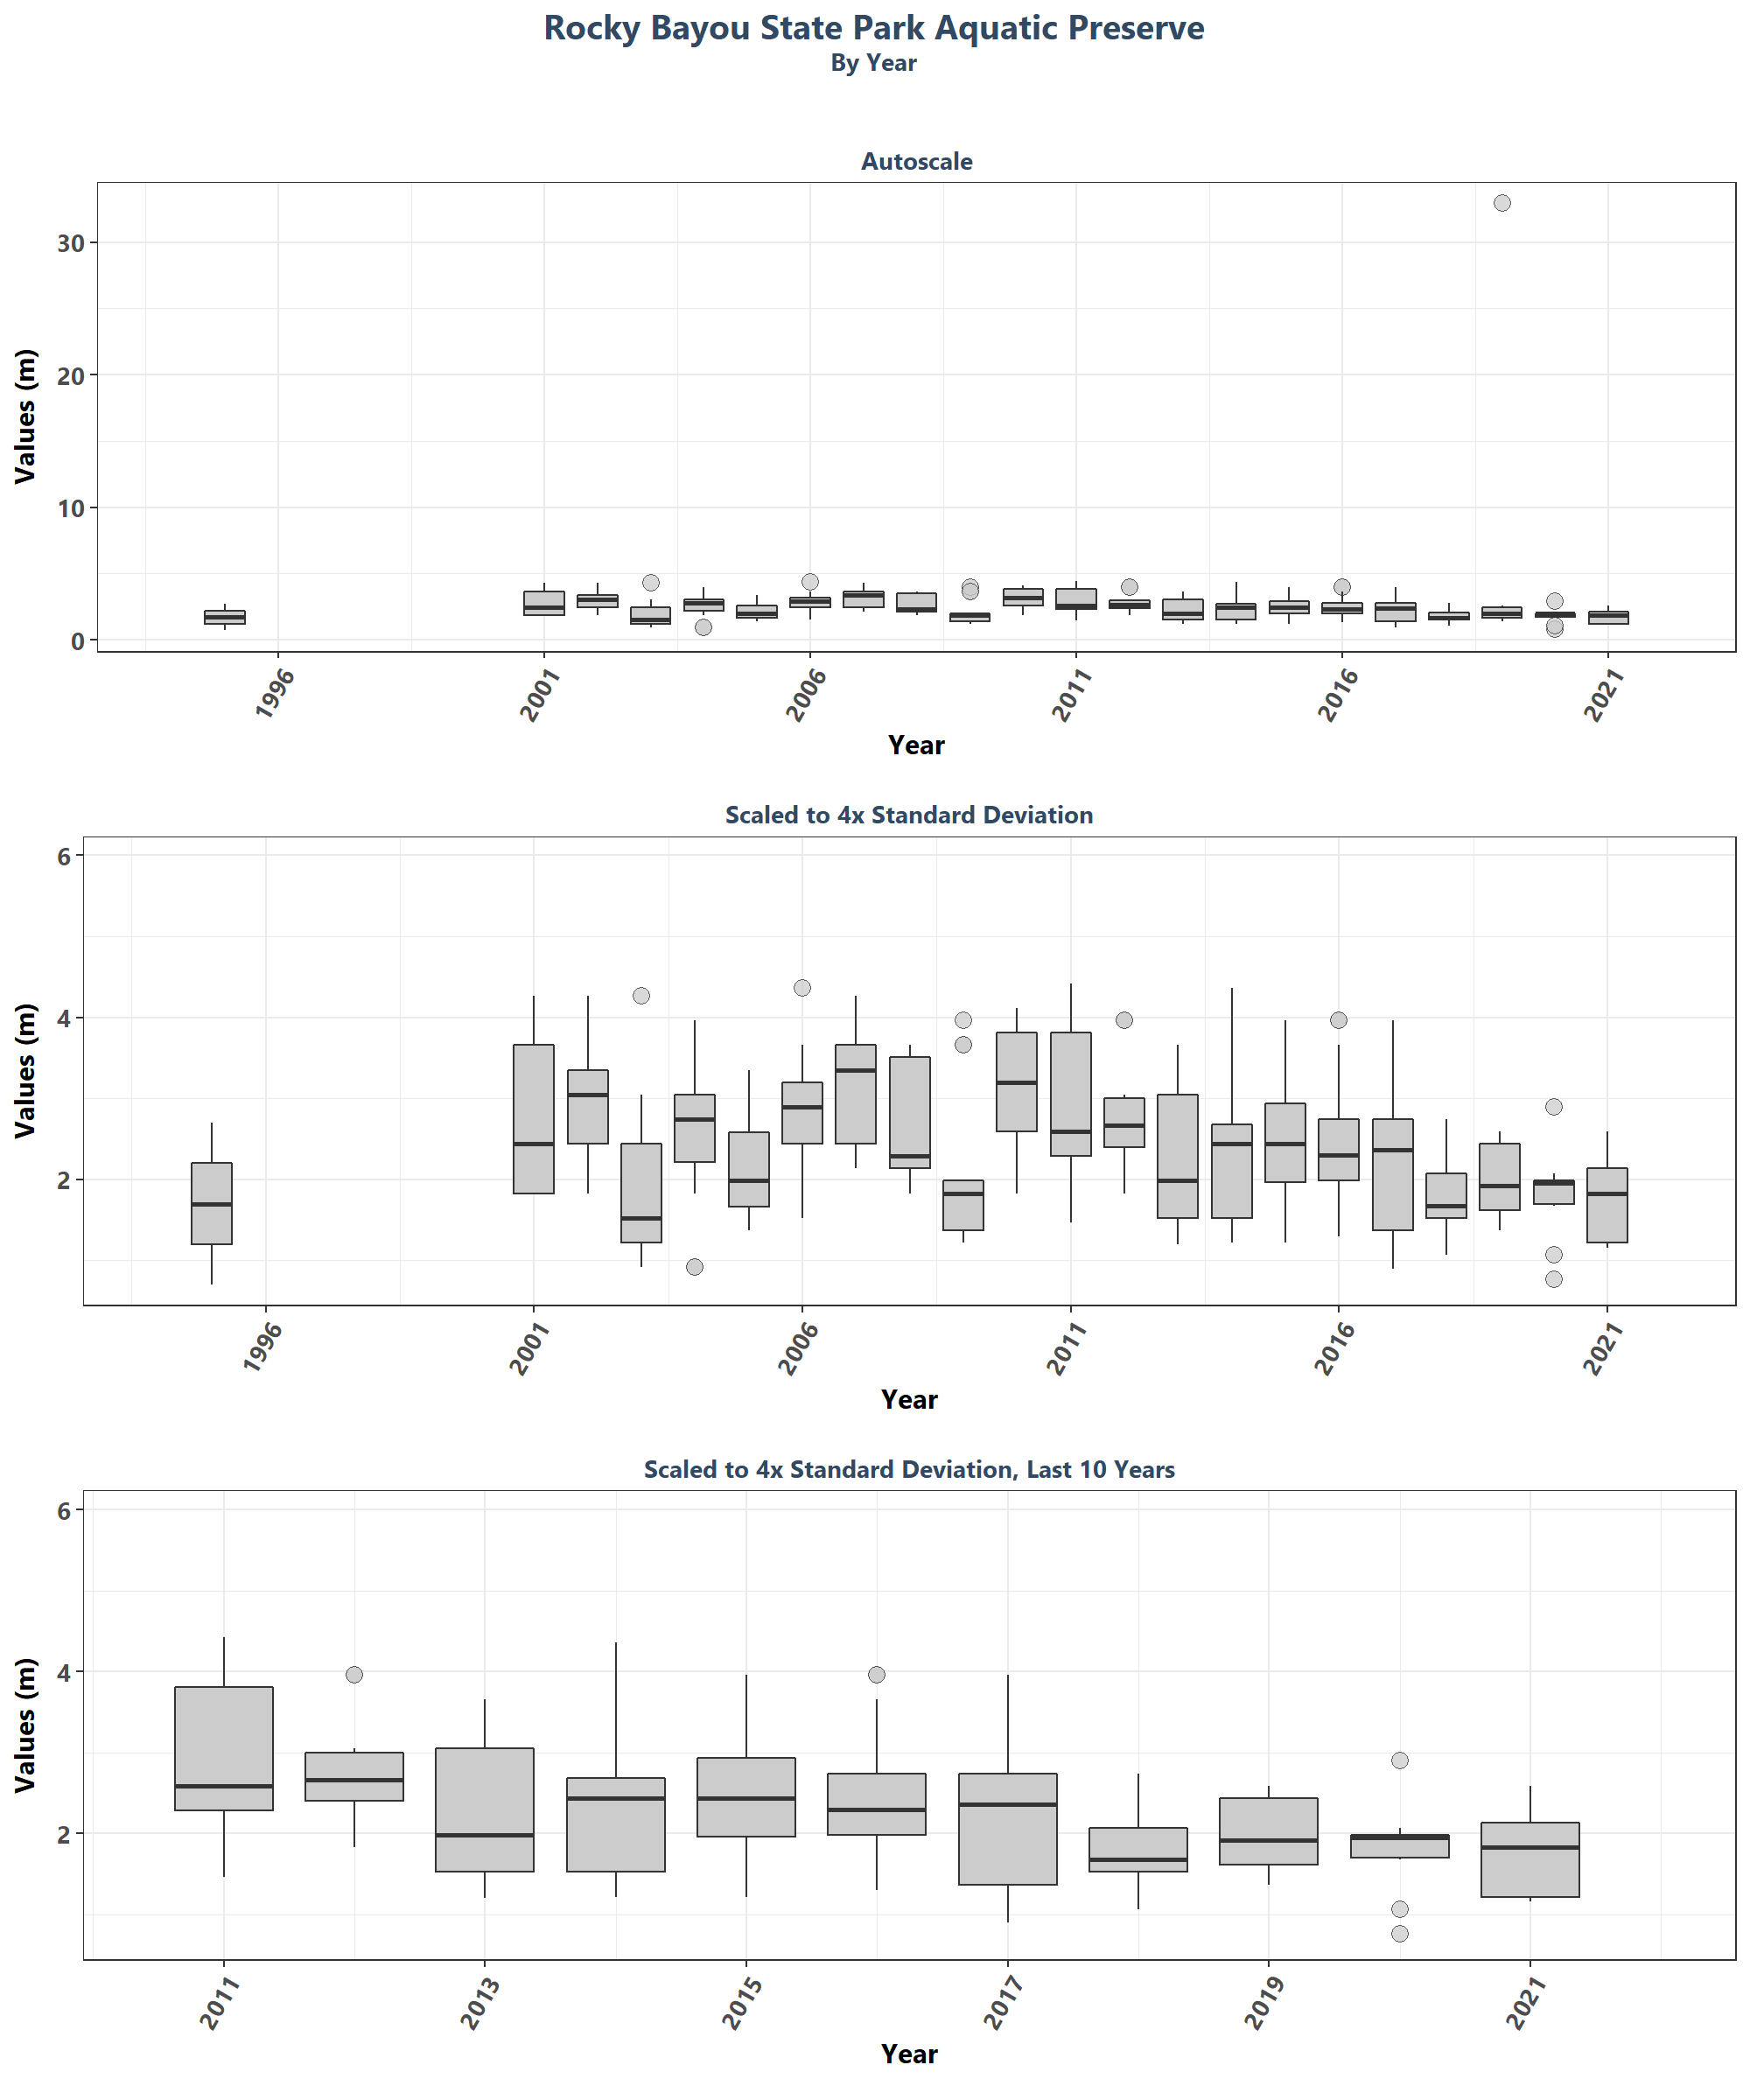 Rocky Bayou State Park Aquatic Preserve
By Year
Autoscale
Values (m)
30
20
10
0
1996
2001
2006
2011
2016
2021
Year
Scaled to 4x Standard Deviation
Values (m)
6
4
2
1996
2001
2006
2011
2016
2021
Year
Scaled to 4x Standard Deviation, Last 10 Years
Values (m)
6
4
2
2011
2013
2015
2017
2019
2021
Year